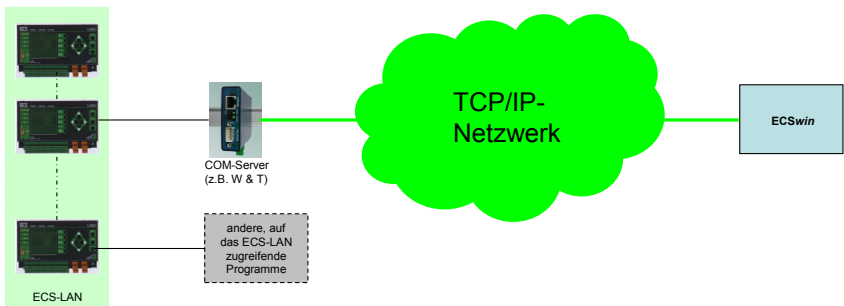 TCP/IP-
Netzwerk
ECSwin
COM-Server
(z.B. W & T)
andere, auf
das ECS-LAN
zugreifende
Programme
ECS-LAN